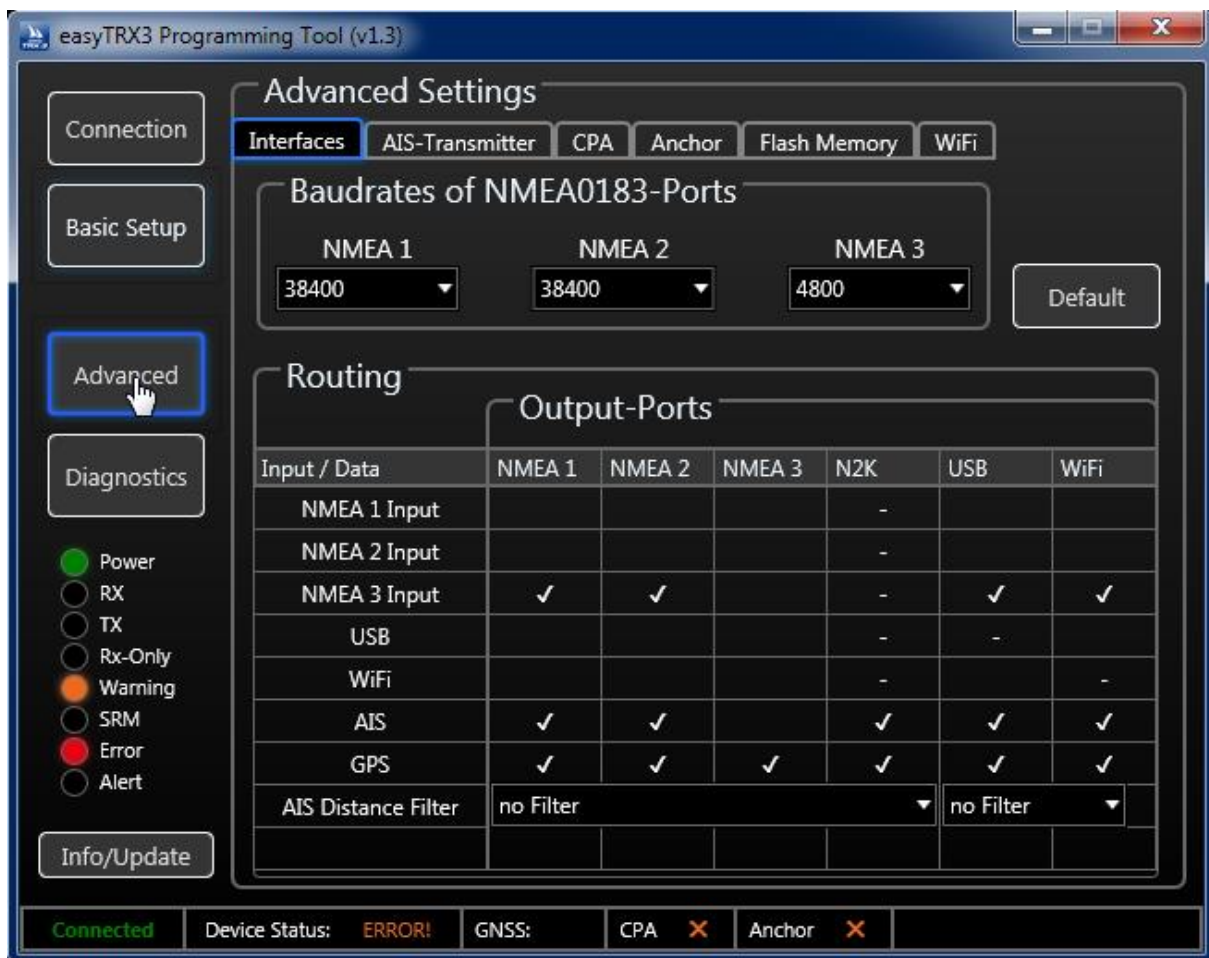 easyTRX3 Programming Tool (v1.3)
Connection
Basic Setup
Advanced
Diagnostics
Power
RX
TX
Rx-Only
Warning
SRM
Error
Alert
Info/Update
Advanced Settings
Interfaces AIS-Transmitter CPA Anchor Flash Memory WiFi
Baudrates of NMEA0183-Ports
NMEA 1 NMEA 2 NMEA 3
38400 38400 4800
Default
Routing
Output-Ports
Input / Data NMEA 1 NMEA 2 NMEA 3 N2K USB WiFi
NMEA 1 Input -
NMEA 2 Input -
NMEA 3 Input ✓ ✓ - ✓ ✓
USB - -
WiFi - -
AIS ✓ ✓ ✓ ✓ ✓
GPS ✓ ✓ ✓ ✓ ✓ ✓
AIS Distance Filter no Filter no Filter
Connected Device Status: ERROR! GNSS: CPA ✕ Anchor ✕